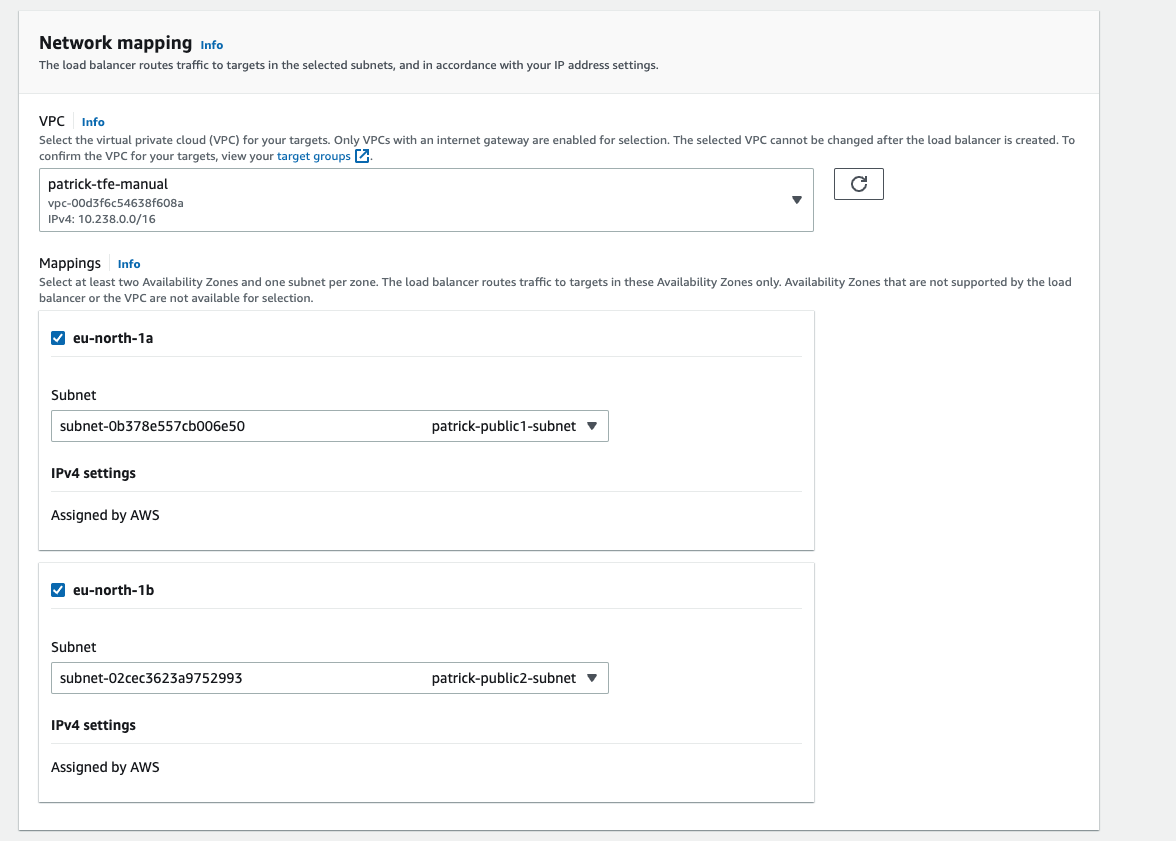 Network mapping Info
The load balancer routes traffic to targets in the selected subnets, and in accordance with your IP address settings.
VPC Info
Select the virtual private cloud (VPC) for your targets. Only VPCs with an internet gateway are enabled for selection. The selected VPC cannot be changed after the load balancer is created. To
confirm the VPC for your targets, view your target groups.
patrick-tfe-manual
vpc-00d3f6c54638f608a
IPv4: 10.238.0.0/16
Mappings Info
Select at least two Availability Zones and one subnet per zone. The load balancer routes traffic to targets in these Availability Zones only. Availability Zones that are not supported by the load
balancer or the VPC are not available for selection.
eu-north-1a
Subnet
subnet-0b378e557cb006e50 patrick-public1-subnet
IPv4 settings
Assigned by AWS
eu-north-1b
Subnet
subnet-02cec3623a9752993 patrick-public2-subnet
IPv4 settings
Assigned by AWS